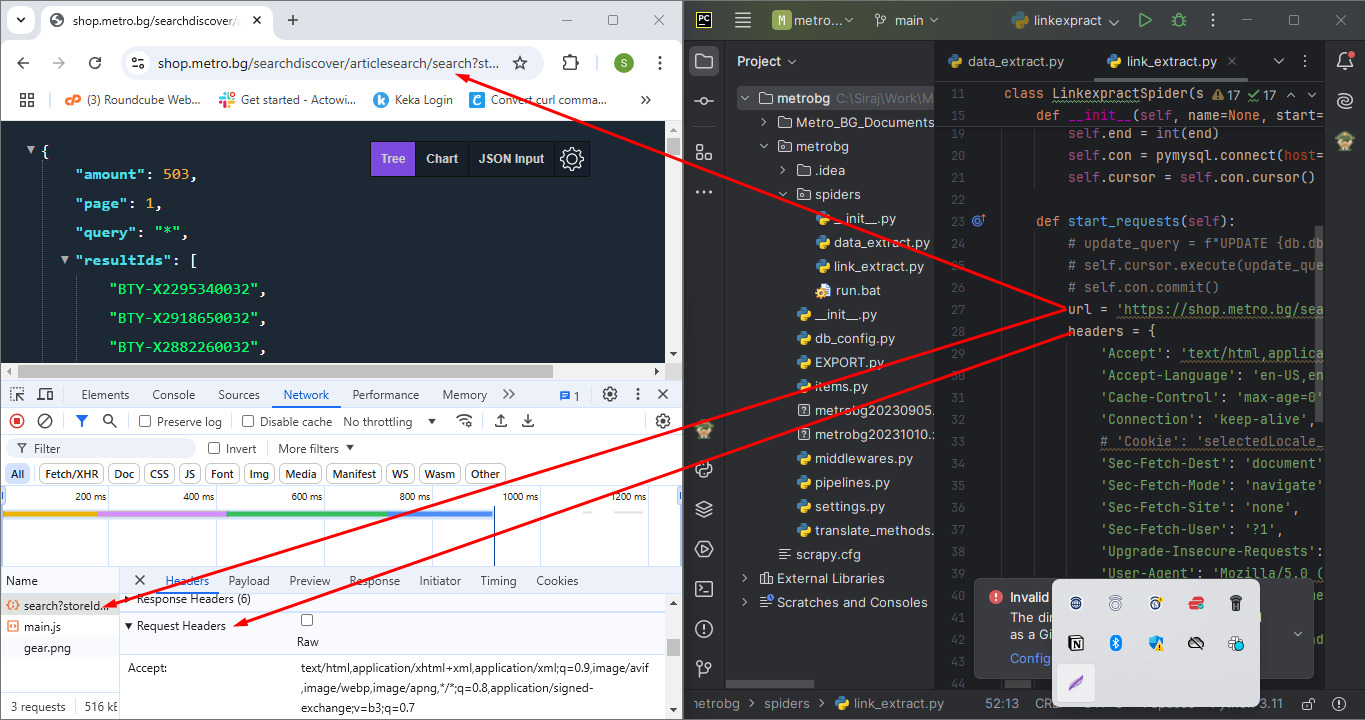 shop.metro.bg/searchdiscover/a
shop.metro.bg/searchdiscover/articlesearch/search?st...
S
(3) Roundcube Web...
Get started - Actowi...
Keka Login
Convert curl comma...
{
Tree
Chart
JSON Input
"amount": 503,
"page": 1,
"query": "*",
"resultIds": [
"BTY-X2295340032",
"BTY-X2918650032",
"BTY-X2882260032",
Elements
Console
Sources
Network
Performance
Memory
1
Preserve log
Disable cache
No throttling
Filter
Invert
More filters
All
Fetch/XHR
Doc
CSS
JS
Font
Img
Media
Manifest
WS
Wasm
Other
200 ms
400 ms
600 ms
800 ms
1000 ms
1200 ms
Name
Headers
Payload
Preview
Response
Initiator
Timing
Cookies
search?storeId...
main.js
gear.png
Response Headers (6)
Request Headers
Raw
Accept:
text/html,application/xhtml+xml,application/xml;q=0.9,image/avif
,image/webp,image/apng,*/*;q=0.8,application/signed-
exchange;v=b3;q=0.7
3 requests
516 kB
PC
M
metro...
main
linkexpract
Project
metrobg C:\Siraj\Work\M
Metro_BG_Documents
metrobg
.idea
spiders
__init__.py
data_extract.py
link_extract.py
run.bat
__init__.py
db_config.py
EXPORT.py
items.py
metrobg20230905.
metrobg20231010.x
middlewares.py
pipelines.py
settings.py
translate_methods.
scrapy.cfg
External Libraries
Scratches and Consoles
data_extract.py
link_extract.py
17
17
11 class LinkexpractSpider(s
def __init__(self, name=None, start=
19 self.end = int(end)
20 self.con = pymysql.connect(host=
21 self.cursor = self.con.cursor()
22
23 def start_requests(self):
24 # update_query = f"UPDATE {db.db
25 # self.cursor.execute(update_que
26 # self.con.commit()
27 url = 'https://shop.metro.bg/sea
28 headers = {
29 'Accept': 'text/html,applica
30 'Accept-Language': 'en-US,en
31 'Cache-Control': 'max-age=0'
32 'Connection': 'keep-alive',
33 # 'Cookie': 'selectedLocale_
34 'Sec-Fetch-Dest': 'document'
35 'Sec-Fetch-Mode': 'navigate'
36 'Sec-Fetch-Site': 'none',
37 'Sec-Fetch-User': '?1',
38 'Upgrade-Insecure-Requests':
39 'User-Agent': 'Mozilla/5.0 (
40
41
42
43
44
Invalid
The dir
as a Gi
Config
metrobg
spiders
link_extract.py
52:13
3.11